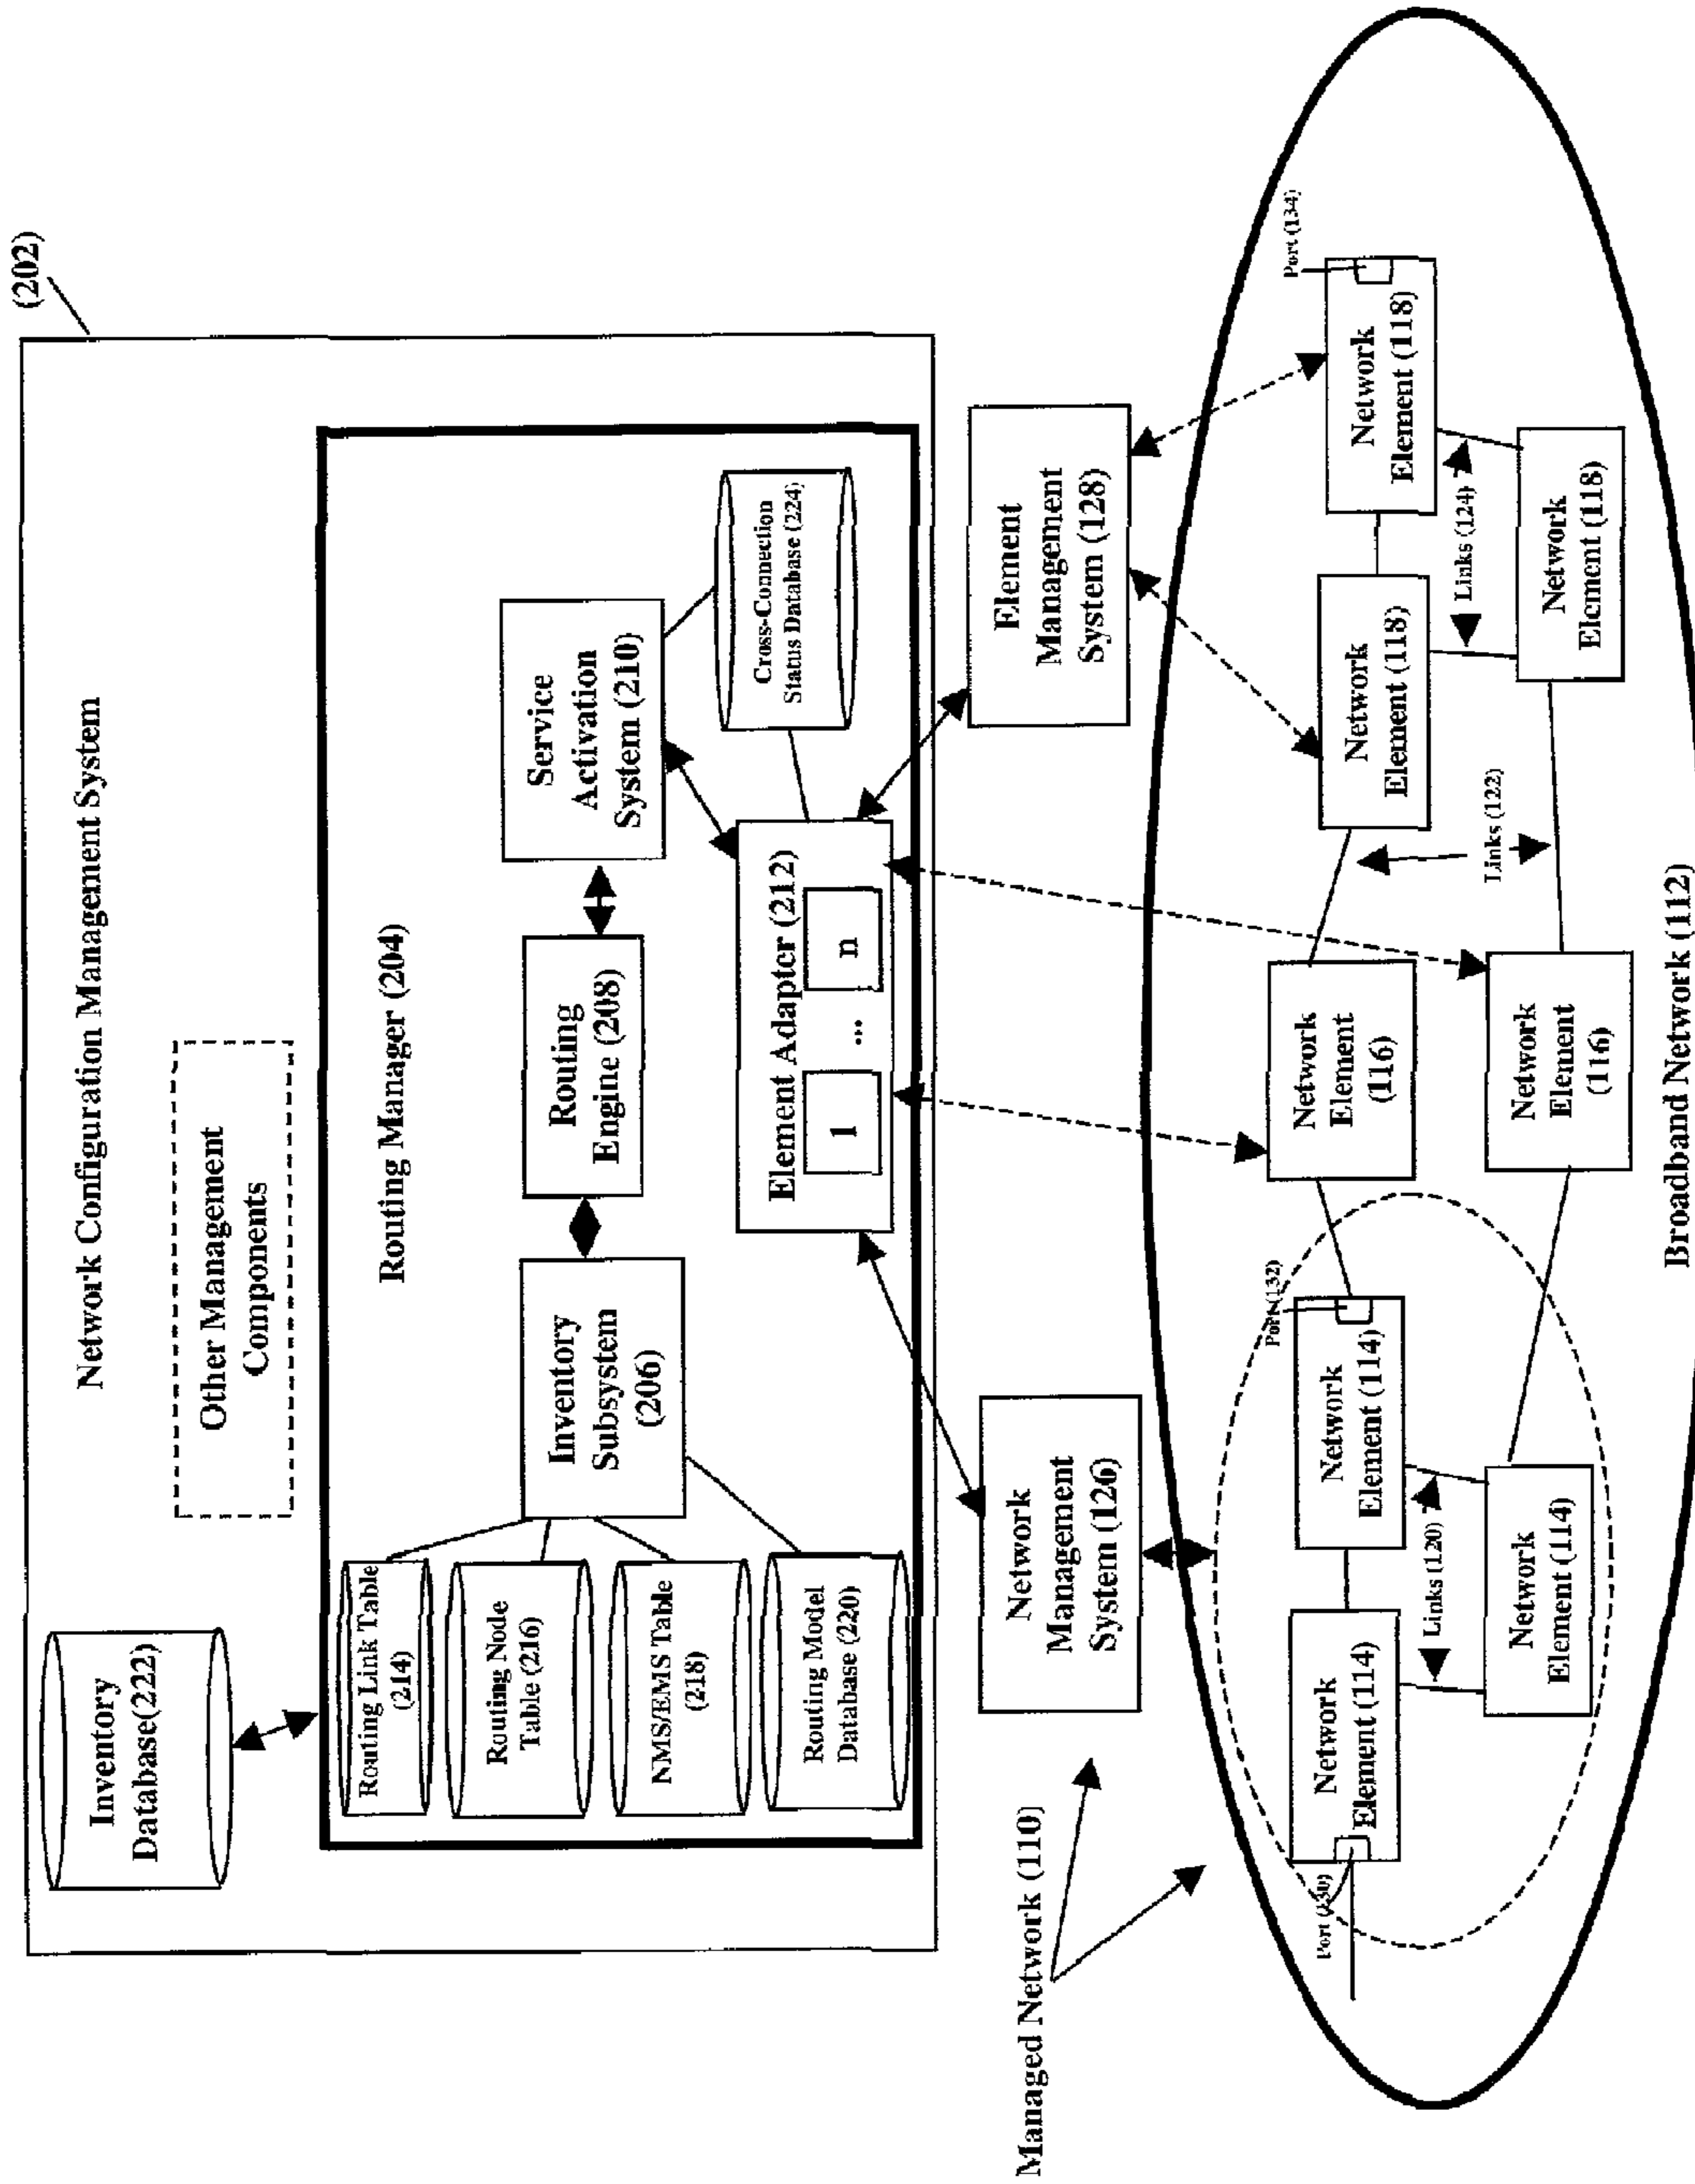 (202)
Network Configuration Management System
Inventory
Database(222)
Other Management
Components
Routing Manager (204)
Routing Link Table
(214)
Routing Node
Table (216)
NMS/EMS Table
(218)
Routing Model
Database (220)
Inventory
Subsystem
(206)
Routing
Engine (208)
Service
Activation
System (210)
Cross-Connection
Status Database (224)
Element Adapter (212)
1
...
n
Managed Network (110)
Network
Management
System (126)
Element
Management
System (128)
Port (130)
Network
Element (114)
Links (120)
Network
Element (114)
Port (132)
Network
Element (114)
Network
Element
(116)
Network
Element
(116)
Links (122)
Network
Element (118)
Links (124)
Network
Element (118)
Port (134)
Network
Element (118)
Broadband Network (112)